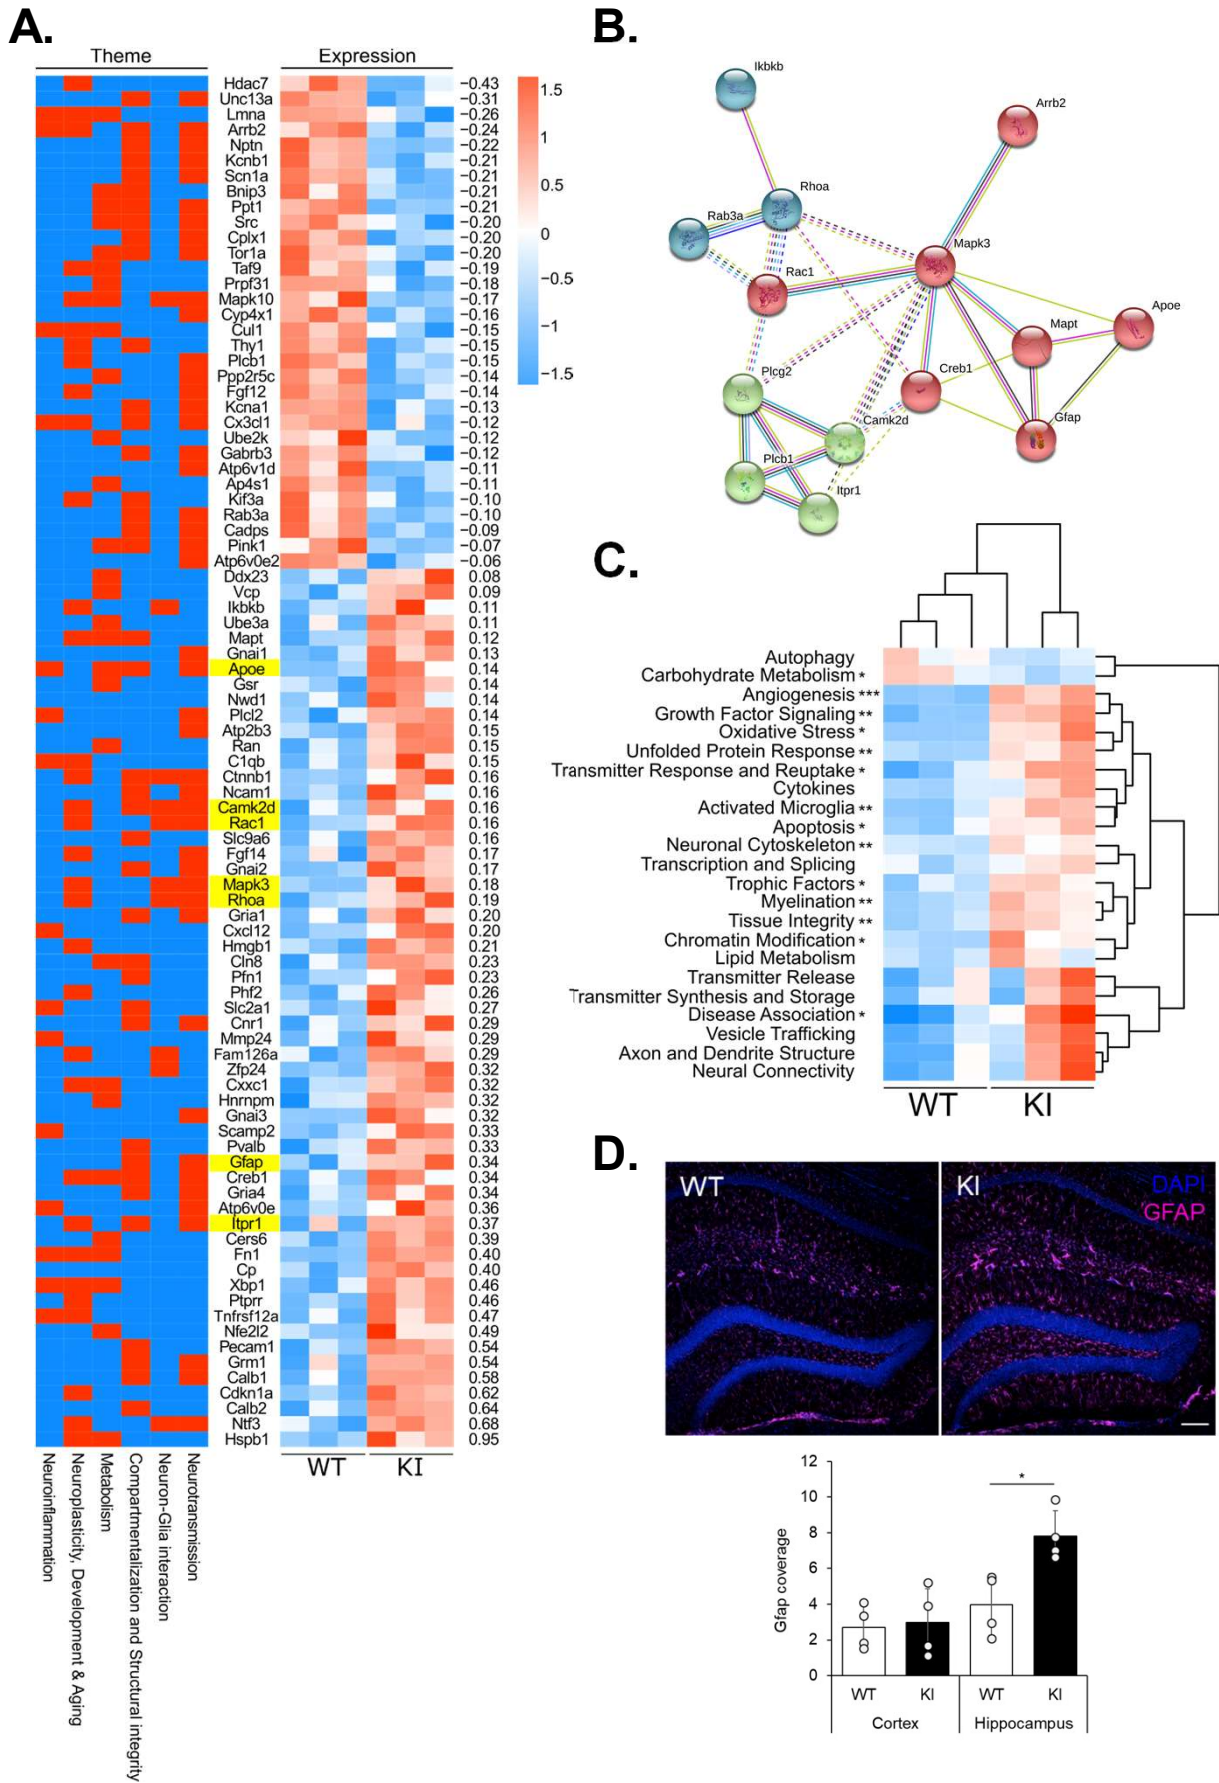 A.
Theme
Expression
Hdac7 −0.43
Unc13a −0.31
Lmna −0.26
Arrb2 −0.24
Nptn −0.22
Kcnb1 −0.21
Scn1a −0.21
Bnip3 −0.21
Ppt1 −0.21
Src −0.20
Cplx1 −0.20
Tor1a −0.20
Taf9 −0.19
Prpf31 −0.18
Mapk10 −0.17
Cyp4x1 −0.16
Cul1 −0.15
Thy1 −0.15
Plcb1 −0.15
Ppp2r5c −0.14
Fgf12 −0.14
Kcna1 −0.13
Cx3cl1 −0.12
Ube2k −0.12
Gabrb3 −0.12
Atp6v1d −0.11
Ap4s1 −0.11
Kif3a −0.10
Rab3a −0.10
Cadps −0.09
Pink1 −0.07
Atp6v0e2 −0.06
Ddx23 0.08
Vcp 0.09
Ikbkb 0.11
Ube3a 0.11
Mapt 0.12
Gnai1 0.13
Apoe 0.14
Gsr 0.14
Nwd1 0.14
Plcl2 0.14
Atp2b3 0.15
Ran 0.15
C1qb 0.15
Ctnnb1 0.16
Ncam1 0.16
Camk2d 0.16
Rac1 0.16
Slc9a6 0.16
Fgf14 0.17
Gnai2 0.17
Mapk3 0.18
Rhoa 0.19
Gria1 0.20
Cxcl12 0.20
Hmgb1 0.21
Cln8 0.23
Pfn1 0.23
Phf2 0.26
Slc2a1 0.27
Cnr1 0.29
Mmp24 0.29
Fam126a 0.29
Zfp24 0.32
Cxxc1 0.32
Hnrnpm 0.32
Gnai3 0.32
Scamp2 0.33
Pvalb 0.33
Gfap 0.34
Creb1 0.34
Gria4 0.34
Atp6v0e 0.36
Itpr1 0.37
Cers6 0.39
Fn1 0.40
Cp 0.40
Xbp1 0.46
Ptprr 0.46
Tnfrsf12a 0.47
Nfe2l2 0.49
Pecam1 0.54
Grm1 0.54
Calb1 0.58
Cdkn1a 0.62
Calb2 0.64
Ntf3 0.68
Hspb1 0.95
WT
KI
Neuroinflammation
Neuroplasticity, Development & Aging
Metabolism
Compartmentalization and Structural integrity
Neuron-Glia interaction
Neurotransmission
1.5
1
0.5
0
−0.5
−1
−1.5
B.
Ikbkb
Arrb2
Rhoa
Rab3a
Mapk3
Rac1
Apoe
Mapt
Plcg2
Creb1
Camk2d
Gfap
Plcb1
Itpr1
C.
Autophagy
Carbohydrate Metabolism *
Angiogenesis ***
Growth Factor Signaling **
Oxidative Stress *
Unfolded Protein Response **
Transmitter Response and Reuptake *
Cytokines
Activated Microglia **
Apoptosis *
Neuronal Cytoskeleton **
Transcription and Splicing
Trophic Factors *
Myelination **
Tissue Integrity **
Chromatin Modification *
Lipid Metabolism
Transmitter Release
Transmitter Synthesis and Storage
Disease Association *
Vesicle Trafficking
Axon and Dendrite Structure
Neural Connectivity
WT
KI
D.
WT
KI
DAPI
GFAP
Gfap coverage
12
10
8
6
4
2
0
*
WT KI WT KI
Cortex Hippocampus